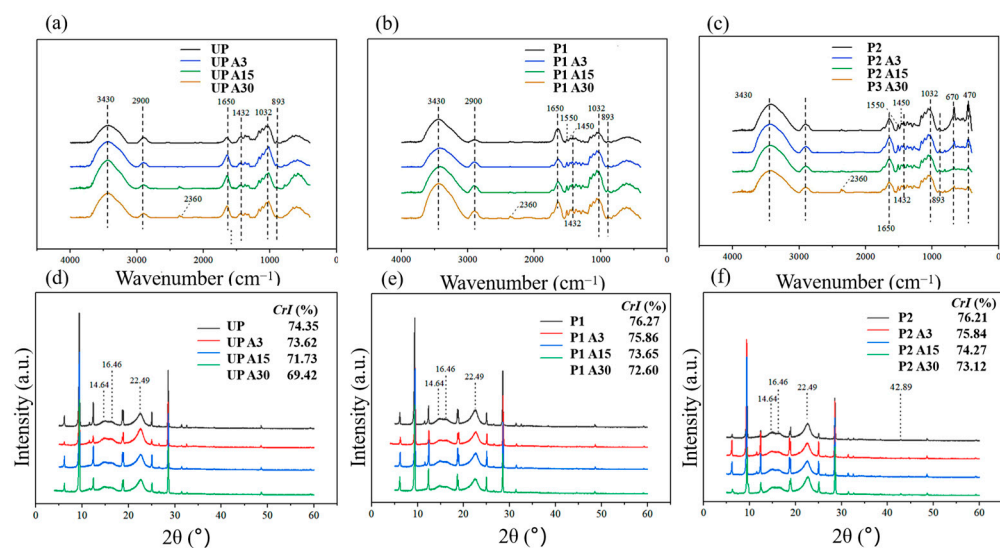 (a)
UP
UP A3
UP A15
UP A30
3430
2900
1650
1432
1032
893
2360
4000
3000
2000
1000
0
Wavenumber (cm⁻¹)
(b)
P1
P1 A3
P1 A15
P1 A30
3430
2900
1650
1550
1450
1032
893
2360
1432
4000
3000
2000
1000
0
Wavenumber (cm⁻¹)
(c)
P2
P2 A3
P2 A15
P3 A30
3430
1550
1450
1032
670
470
2360
1432
893
1650
4000
3000
2000
1000
0
Wavenumber (cm⁻¹)
(d)
CrI (%)
UP 74.35
UP A3 73.62
UP A15 71.73
UP A30 69.42
16.46
14.64
22.49
Intensity (a.u.)
0
10
20
30
40
50
60
2θ (°)
(e)
CrI (%)
P1 76.27
P1 A3 75.86
P1 A15 73.65
P1 A30 72.60
16.46
14.64
22.49
Intensity (a.u.)
0
10
20
30
40
50
60
2θ (°)
(f)
CrI (%)
P2 76.21
P2 A3 75.84
P2 A15 74.27
P2 A30 73.12
16.46
14.64
22.49
42.89
Intensity (a.u.)
0
10
20
30
40
50
60
2θ (°)